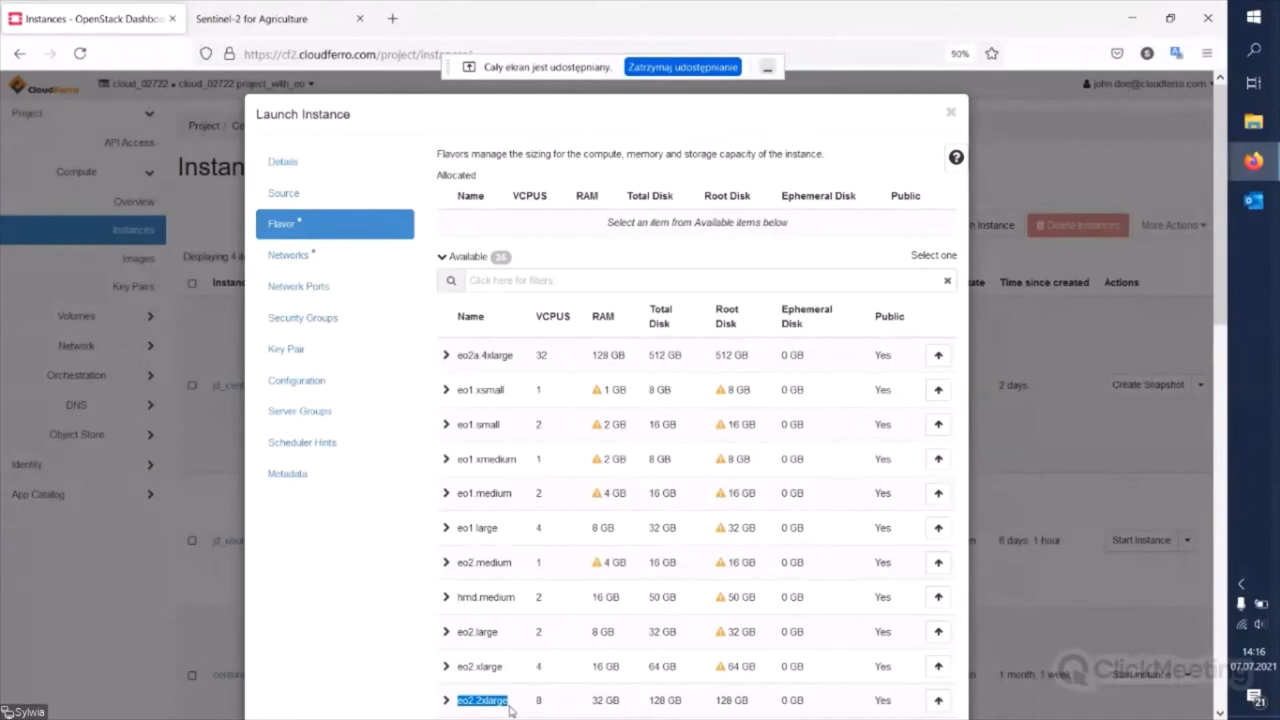 Instances - OpenStack Dashboa
Sentinel-2 for Agriculture
https://cf2.cloudferro.com/project/instances/
90%
Cały ekran jest udostępniany.
Zatrzymaj udostępnianie
CloudFerro
cloud_02722 • cloud_02722 project_with_eo
john.doe@cloudferro.com
Project
API Access
Compute
Overview
Instances
Images
Key Pairs
Volumes
Network
Orchestration
DNS
Object Store
Identity
App Catalog
Project / Co
Instan
h Instance
Delete Instances
More Actions
Displaying 4 i
Instan
ate
Time since created
Actions
jd_cent
2 days
Create Snapshot
jd_ubun
6 days, 1 hour
Start Instance
centur
1 month, 1 week
Start Instance
Launch Instance
Details
Source
Flavor *
Networks *
Network Ports
Security Groups
Key Pair
Configuration
Server Groups
Scheduler Hints
Metadata
Flavors manage the sizing for the compute, memory and storage capacity of the instance.
Allocated
Name VCPUS RAM Total Disk Root Disk Ephemeral Disk Public
Select an item from Available items below
Available 36
Select one
Click here for filters.
Name VCPUS RAM Total Disk Root Disk Ephemeral Disk Public
eo2a.4xlarge 32 128 GB 512 GB 512 GB 0 GB Yes
eo1.xsmall 1 1 GB 8 GB 8 GB 0 GB Yes
eo1.small 2 2 GB 16 GB 16 GB 0 GB Yes
eo1.xmedium 1 2 GB 8 GB 8 GB 0 GB Yes
eo1.medium 2 4 GB 16 GB 16 GB 0 GB Yes
eo1.large 4 8 GB 32 GB 32 GB 0 GB Yes
eo2.medium 1 4 GB 16 GB 16 GB 0 GB Yes
hmd.medium 2 16 GB 50 GB 50 GB 0 GB Yes
eo2.large 2 8 GB 32 GB 32 GB 0 GB Yes
eo2.xlarge 4 16 GB 64 GB 64 GB 0 GB Yes
eo2.2xlarge 8 32 GB 128 GB 128 GB 0 GB Yes
ClickMeeting
14:16
07.07.2021
21
Sylwia